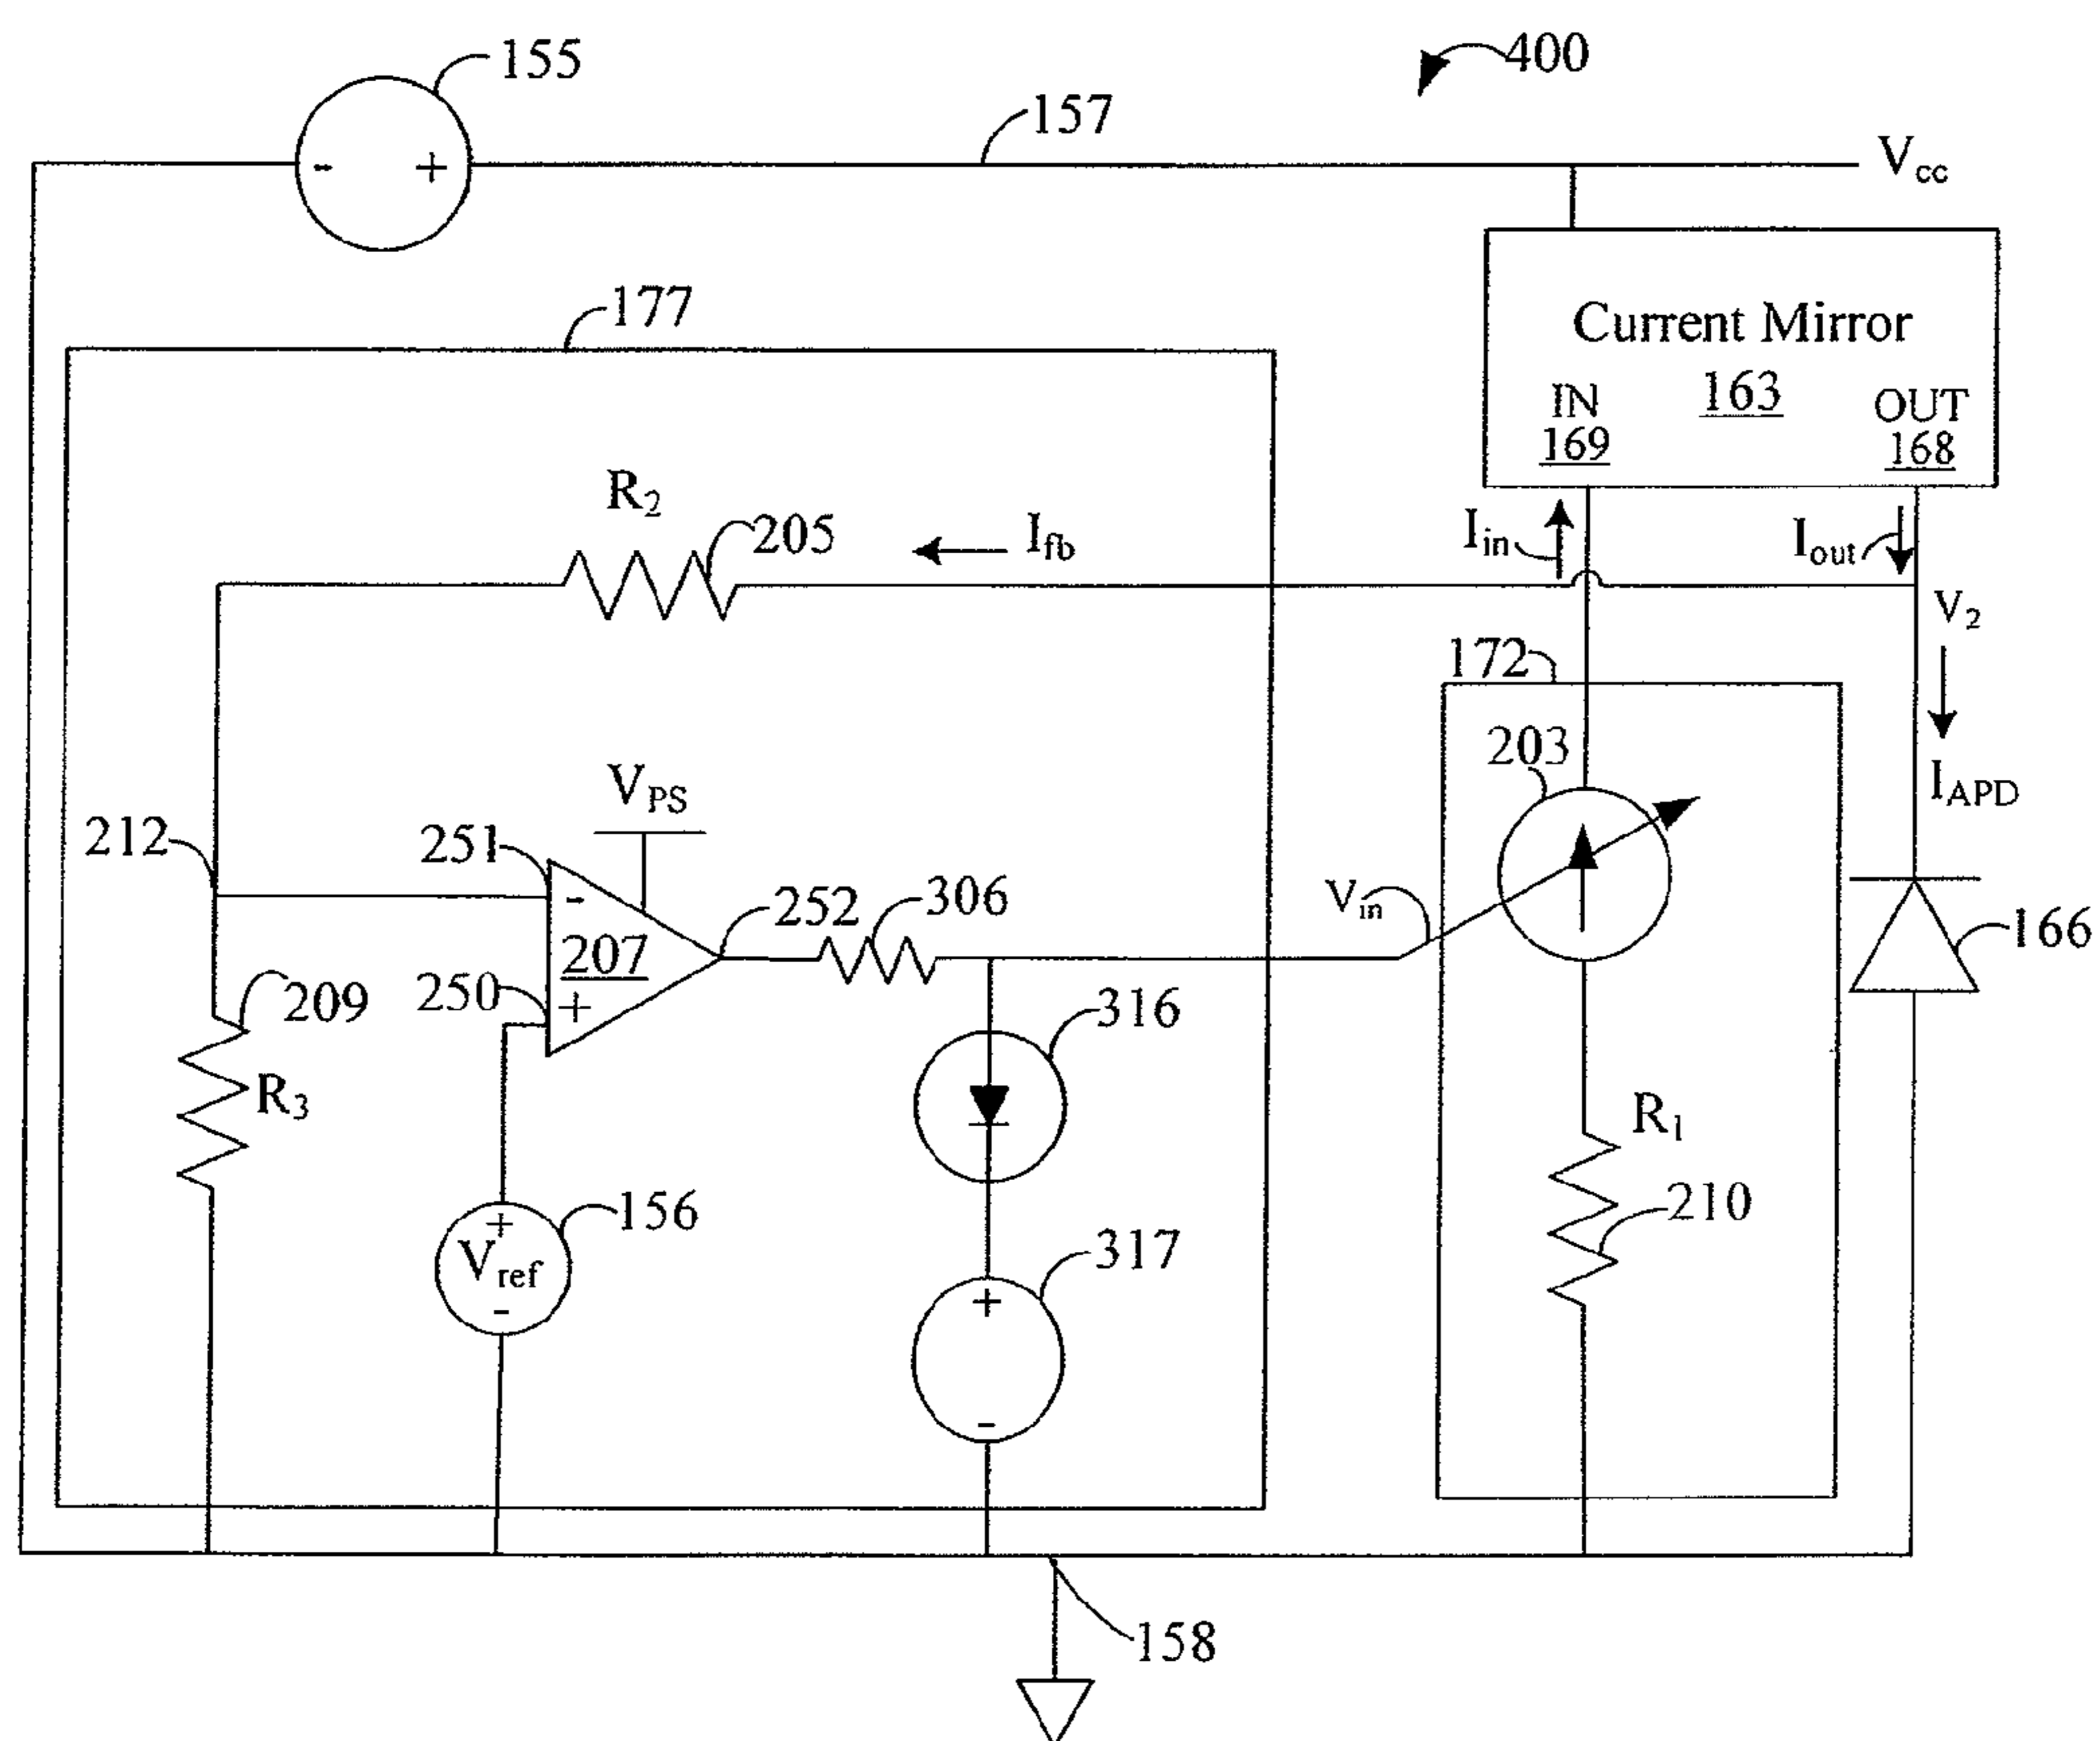 155
400
157
Vcc
- +
177
Current Mirror
IN 163 OUT
169 168
R2
205
Ifb
Iin
Iout
V2
172
203
VPS
IAPD
212
251
-
252
306
Vin
207
166
250
+
209
316
R3
R1
156
+
Vref
-
210
317
+
-
158